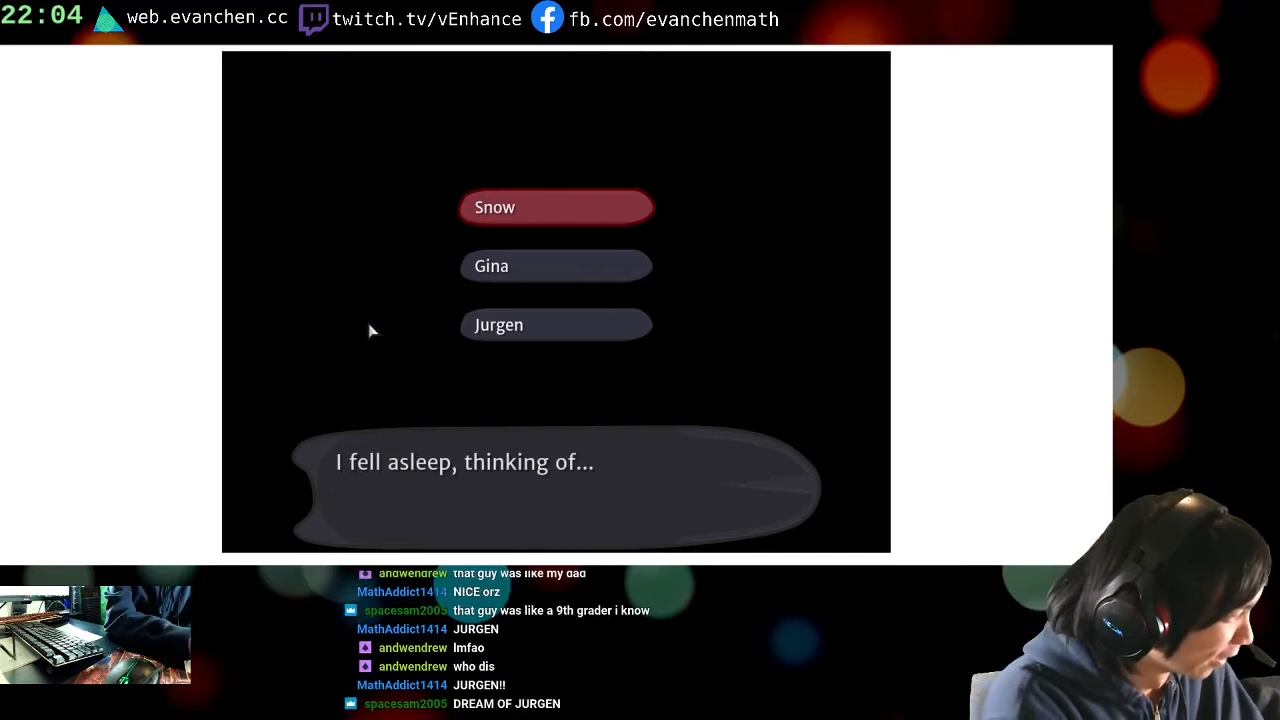 22:04 web.evanchen.cc twitch.tv/vEnhance fb.com/evanchenmath
Snow
Gina
Jurgen
I fell asleep, thinking of...
andwendrew that guy was like my dad
MathAddict1414 NICE orz
spacesam2005 that guy was like a 9th grader i know
MathAddict1414 JURGEN
andwendrew lmfao
andwendrew who dis
MathAddict1414 JURGEN!!
spacesam2005 DREAM OF JURGEN